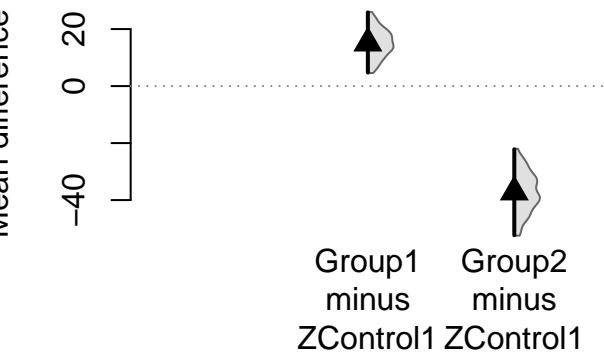 Mean difference
20
0
−40
Group1
minus
ZControl1
Group2
minus
ZControl1